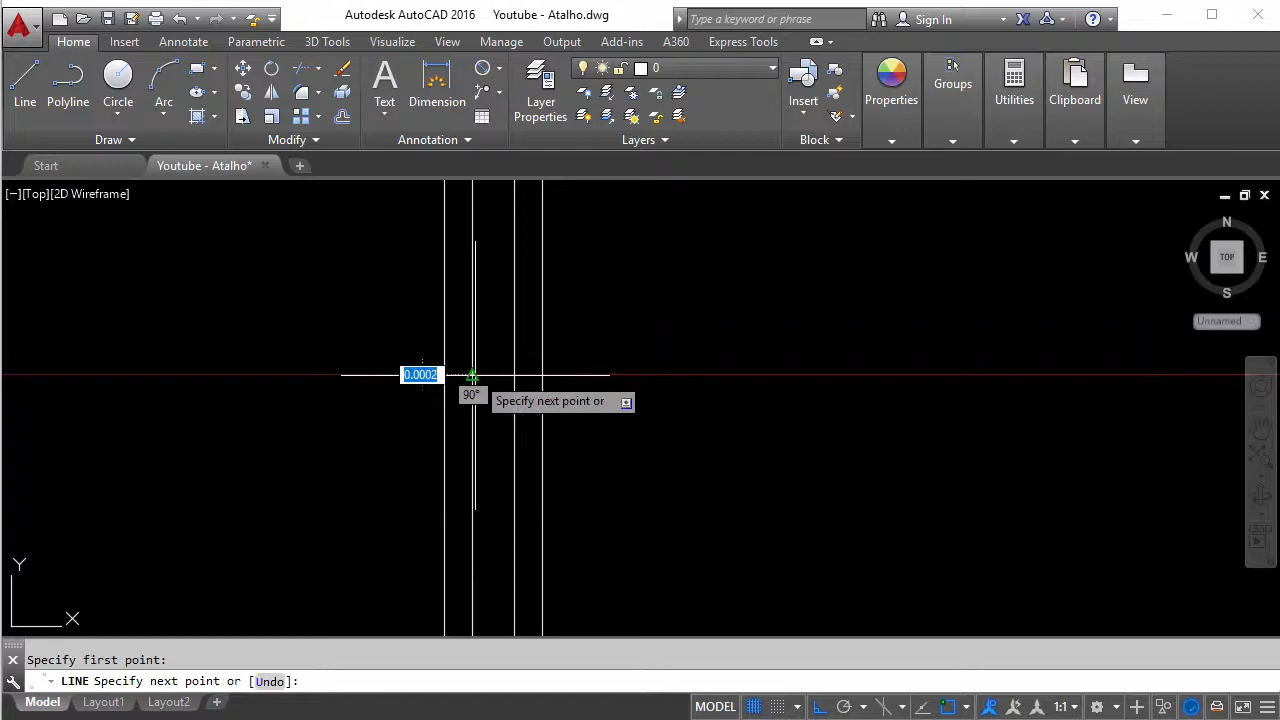 Autodesk AutoCAD 2016 Youtube - Atalho.dwg
Type a keyword or phrase
Sign In
Home Insert Annotate Parametric 3D Tools Visualize View Manage Output Add-ins A360 Express Tools
0
Line Polyline Circle Arc
Text Dimension
Layer Properties
Insert
Properties Groups Utilities Clipboard View
Draw Modify Annotation Layers Block
Start Youtube - Atalho*
[−][Top][2D Wireframe]
N
W TOP E
S
Unnamed
0.0002
90°
Specify next point or
Y
X
Specify first point:
LINE Specify next point or [Undo]:
Model Layout1 Layout2
MODEL
1:1